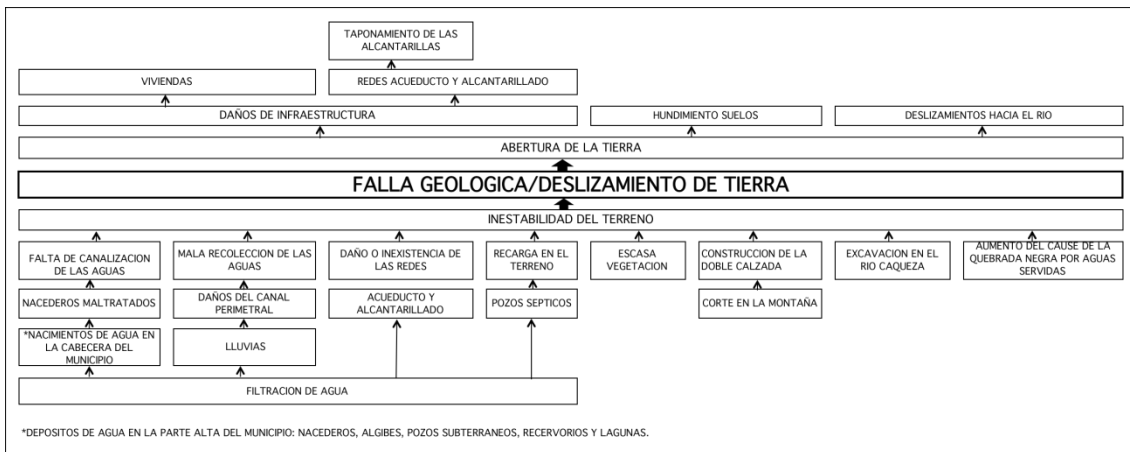 TAPONAMIENTO DE LAS
ALCANTARILLAS
VIVIENDAS
REDES ACUEDUCTO Y ALCANTARILLADO
DAÑOS DE INFRAESTRUCTURA
HUNDIMIENTO SUELOS
DESLIZAMIENTOS HACIA EL RIO
ABERTURA DE LA TIERRA
FALLA GEOLOGICA/DESLIZAMIENTO DE TIERRA
INESTABILIDAD DEL TERRENO
FALTA DE CANALIZACION
DE LAS AGUAS
MALA RECOLECCION DE LAS
AGUAS
DAÑO O INEXISTENCIA DE
LAS REDES
RECARGA EN EL
TERRENO
ESCASA
VEGETACION
CONSTRUCCION DE LA
DOBLE CALZADA
EXCAVACION EN EL
RIO CAQUEZA
AUMENTO DEL CAUSE DE LA
QUEBRADA NEGRA POR AGUAS
SERVIDAS
NACEDEROS MALTRATADOS
DAÑOS DEL CANAL
PERIMETRAL
ACUEDUCTO Y
ALCANTARILLADO
POZOS SEPTICOS
CORTE EN LA MONTAÑA
*NACIMIENTOS DE AGUA EN
LA CABECERA DEL
MUNICIPIO
LLUVIAS
FILTRACION DE AGUA
*DEPOSITOS DE AGUA EN LA PARTE ALTA DEL MUNICIPIO: NACEDEROS, ALGIBES, POZOS SUBTERRANEOS, RECERVORIOS Y LAGUNAS.